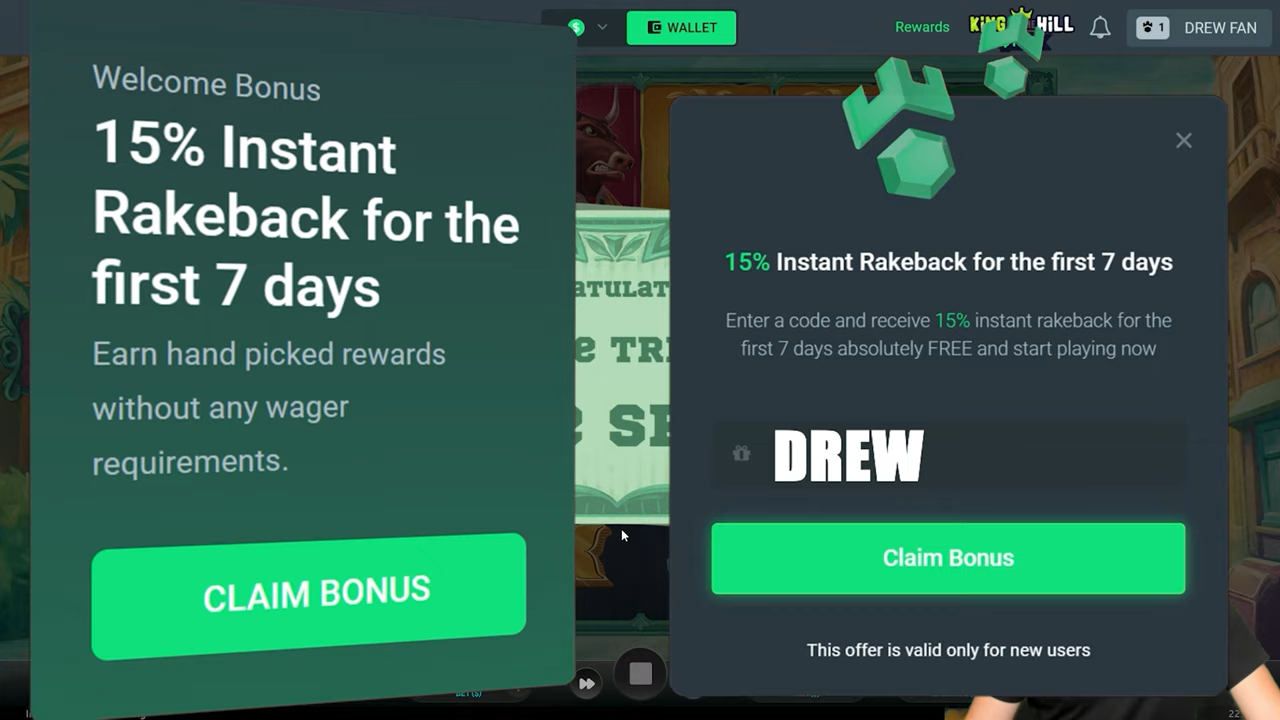 WALLET
Rewards
KING HILL
1
DREW FAN
Welcome Bonus
15% Instant
Rakeback for the
first 7 days
Earn hand picked rewards
without any wager
requirements.
CLAIM BONUS
15% Instant Rakeback for the first 7 days
Enter a code and receive 15% instant rakeback for the
first 7 days absolutely FREE and start playing now
DREW
Claim Bonus
This offer is valid only for new users
BET($)
22